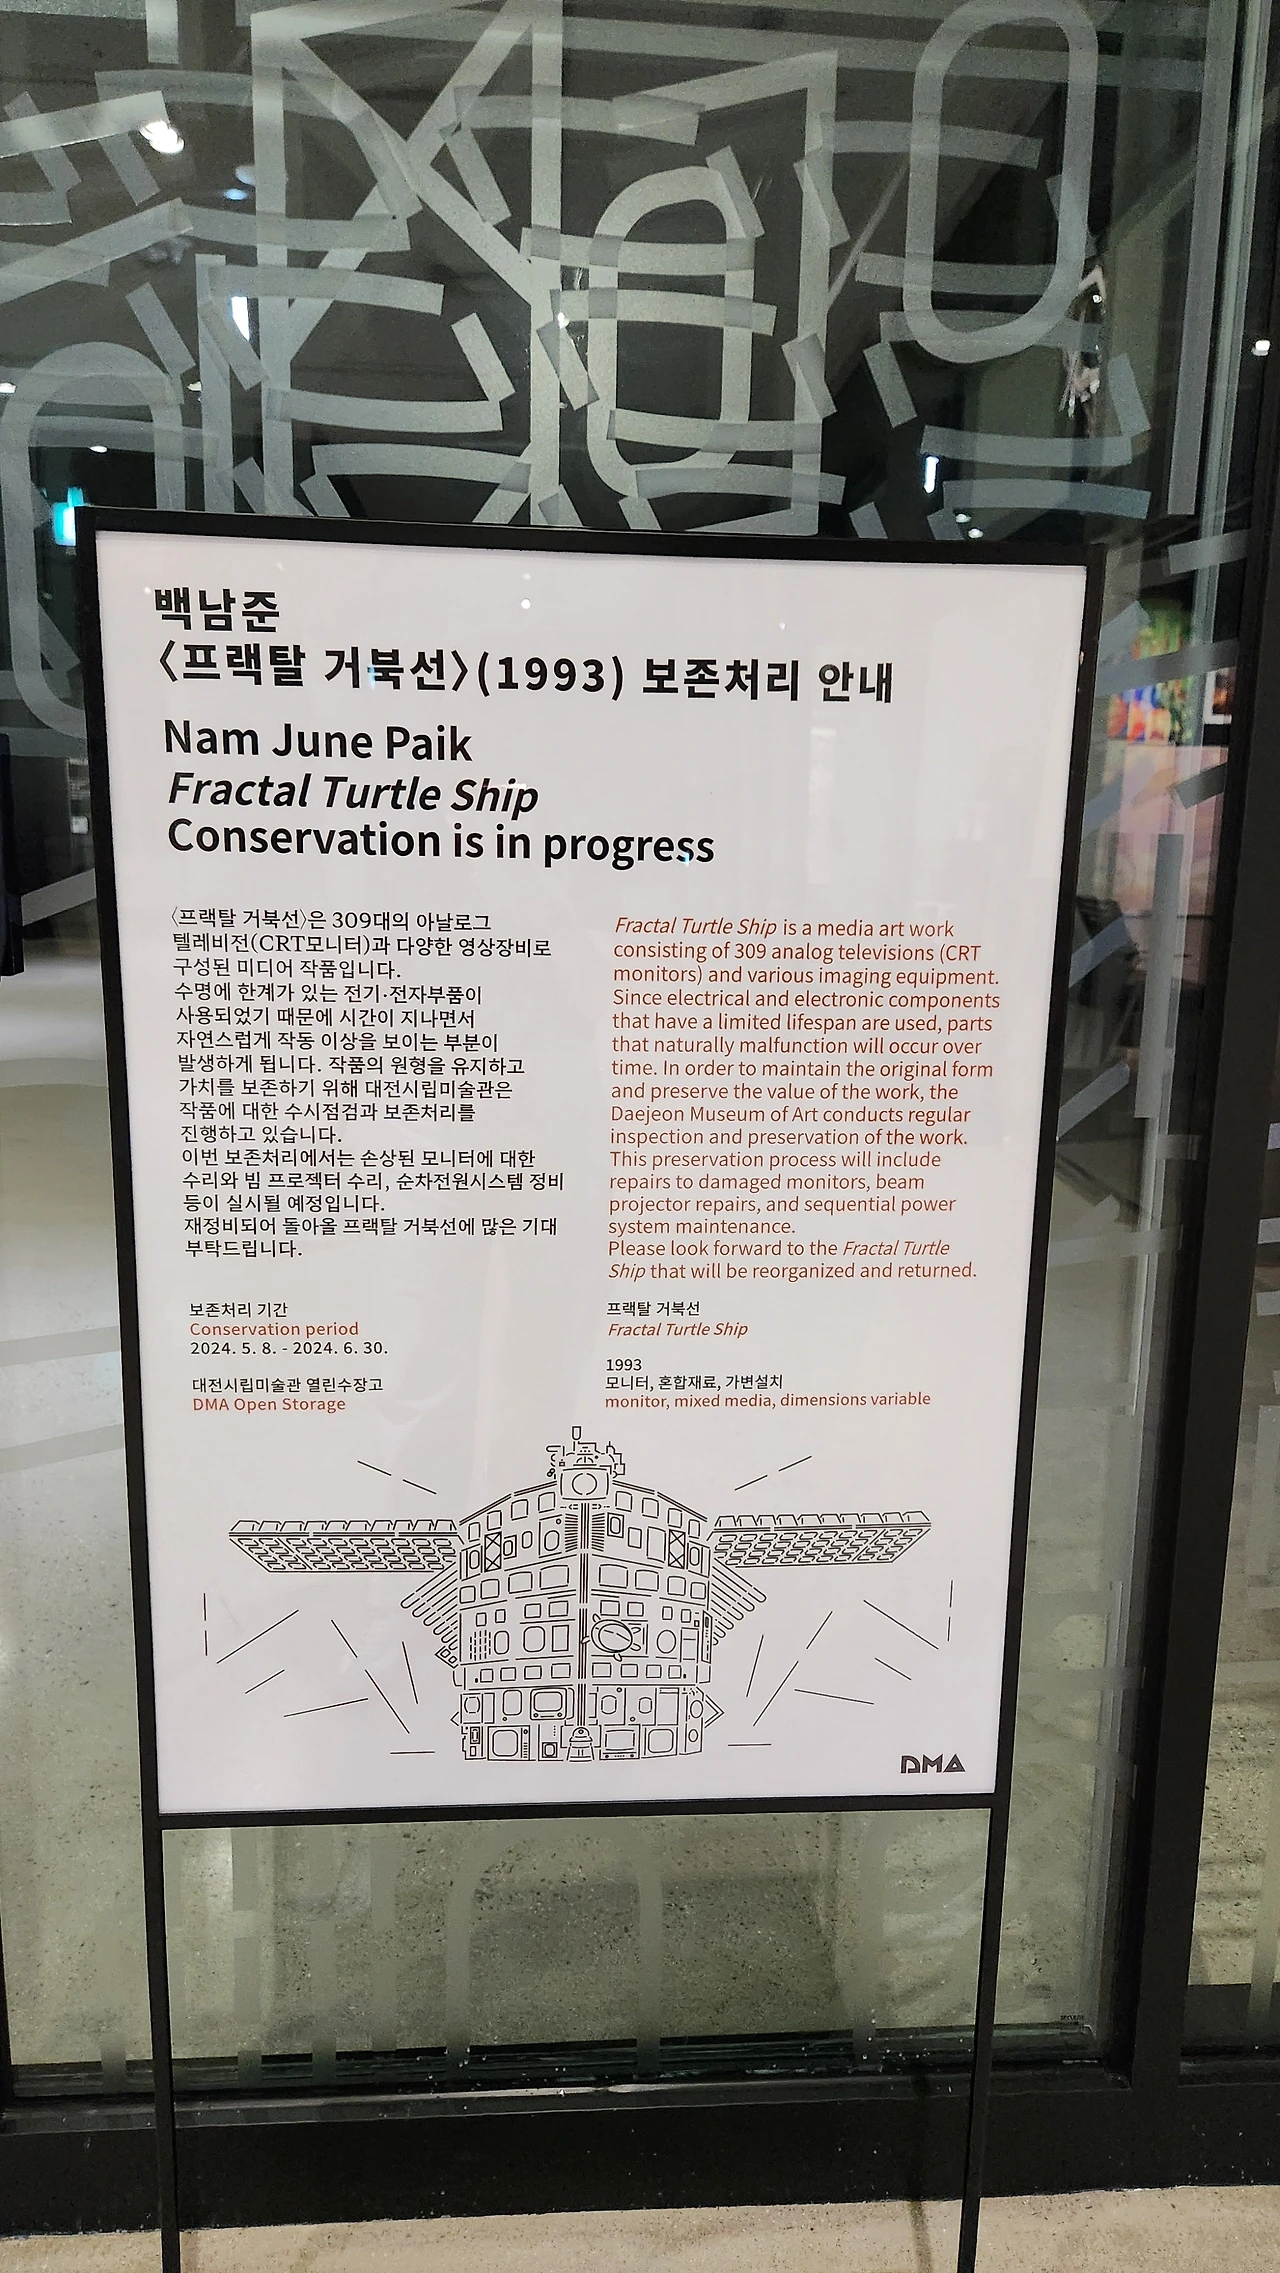 백남준
〈프랙탈 거북선〉(1993) 보존처리 안내
Nam June Paik
Fractal Turtle Ship
Conservation is in progress
〈프랙탈 거북선〉은 309대의 아날로그
텔레비전(CRT모니터)과 다양한 영상장비로
구성된 미디어 작품입니다.
수명에 한계가 있는 전기·전자부품이
사용되었기 때문에 시간이 지나면서
자연스럽게 작동 이상을 보이는 부분이
발생하게 됩니다. 작품의 원형을 유지하고
가치를 보존하기 위해 대전시립미술관은
작품에 대한 수시점검과 보존처리를
진행하고 있습니다.
이번 보존처리에서는 손상된 모니터에 대한
수리와 빔 프로젝터 수리, 순차전원시스템 정비
등이 실시될 예정입니다.
재정비되어 돌아올 프랙탈 거북선에 많은 기대
부탁드립니다.
Fractal Turtle Ship is a media art work
consisting of 309 analog televisions (CRT
monitors) and various imaging equipment.
Since electrical and electronic components
that have a limited lifespan are used, parts
that naturally malfunction will occur over
time. In order to maintain the original form
and preserve the value of the work, the
Daejeon Museum of Art conducts regular
inspection and preservation of the work.
This preservation process will include
repairs to damaged monitors, beam
projector repairs, and sequential power
system maintenance.
Please look forward to the Fractal Turtle
Ship that will be reorganized and returned.
보존처리 기간
Conservation period
2024. 5. 8. - 2024. 6. 30.
대전시립미술관 열린수장고
DMA Open Storage
프랙탈 거북선
Fractal Turtle Ship
1993
모니터, 혼합재료, 가변설치
monitor, mixed media, dimensions variable
DMA